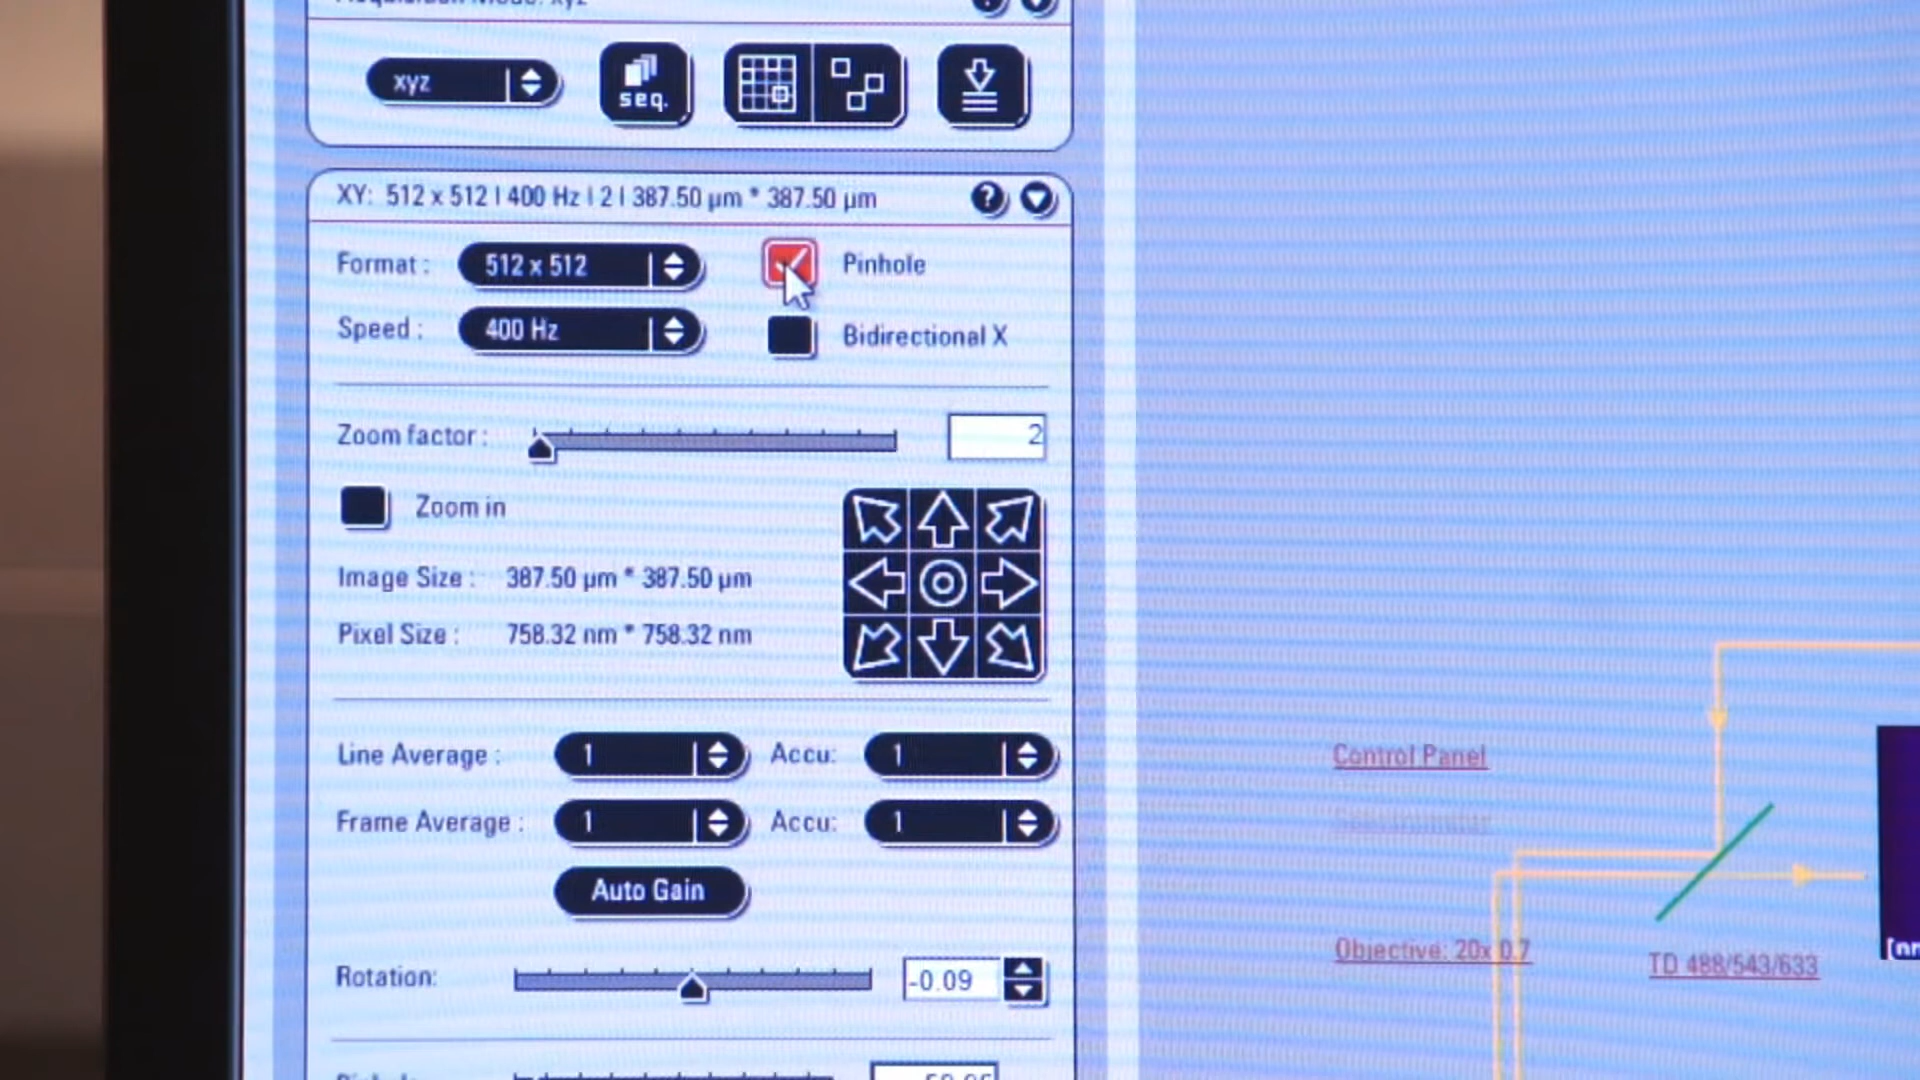 Acquisition Mode: xyz
xyz
seq.
XY: 512 x 512 | 400 Hz | 2 | 387.50 µm * 387.50 µm
?
Format : 512 x 512 Pinhole
Speed : 400 Hz Bidirectional X
Zoom factor : 2
Zoom in
Image Size : 387.50 µm * 387.50 µm
Pixel Size : 758.32 nm * 758.32 nm
Line Average : 1 Accu: 1
Frame Average : 1 Accu: 1
Auto Gain
Rotation: -0.09
Control Panel
Objective: 20x 0.7
TD 488/543/633